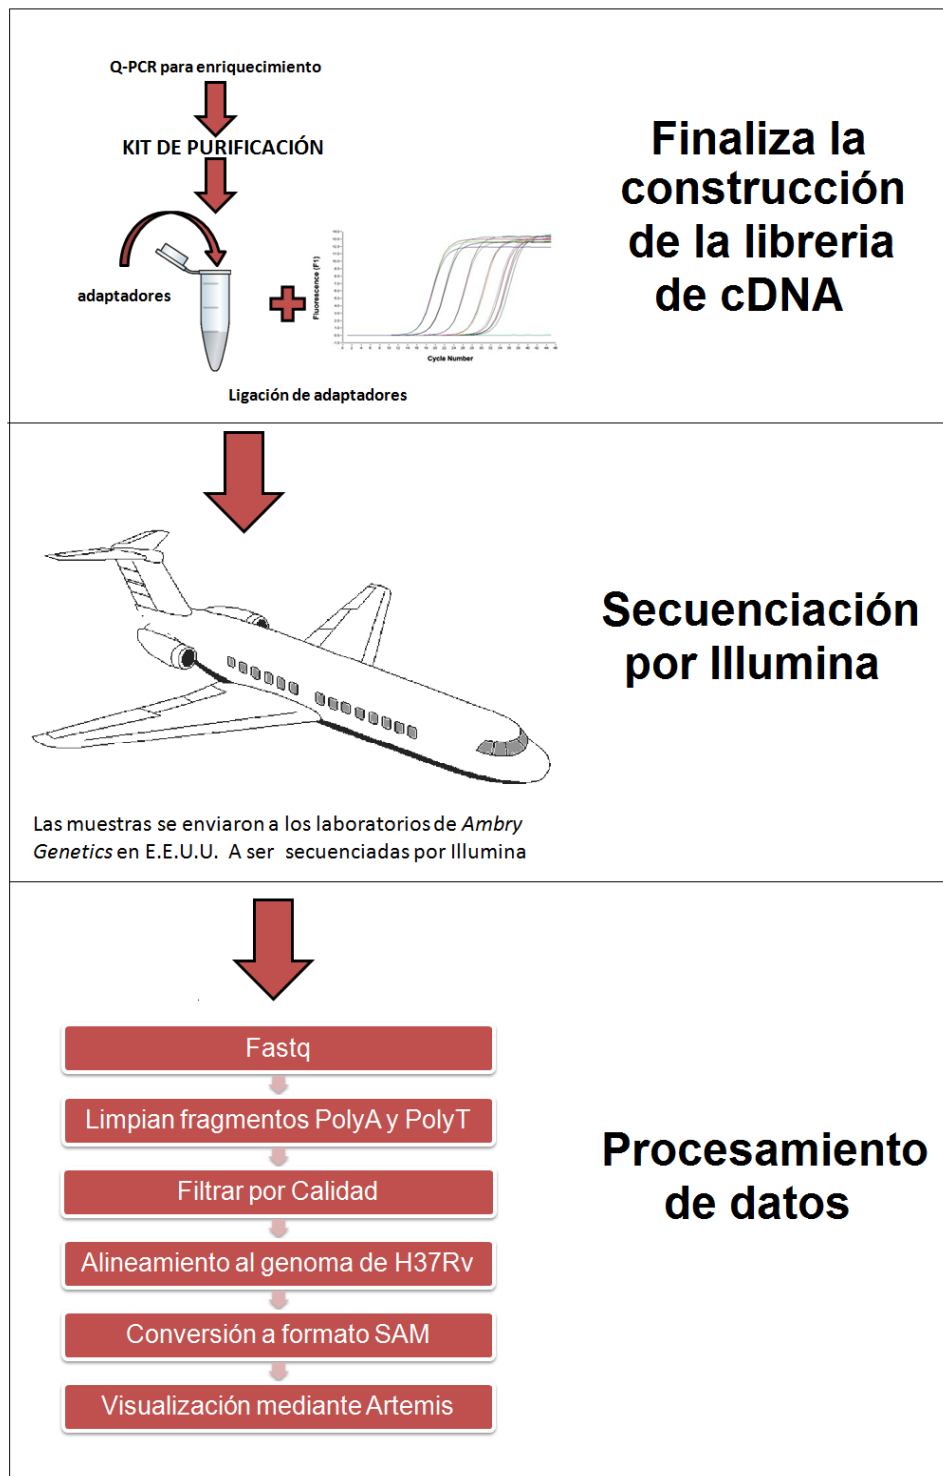 Q-PCR para enriquecimiento
KIT DE PURIFICACIÓN
adaptadores
Fluorescence (F1)
Cycle Number
Ligación de adaptadores
Finaliza la
construcción
de la libreria
de cDNA
Secuenciación
por Illumina
Las muestras se enviaron a los laboratorios de Ambry
Genetics en E.E.U.U. A ser secuenciadas por Illumina
Fastq
Limpian fragmentos PolyA y PolyT
Filtrar por Calidad
Alineamiento al genoma de H37Rv
Conversión a formato SAM
Visualización mediante Artemis
Procesamiento
de datos